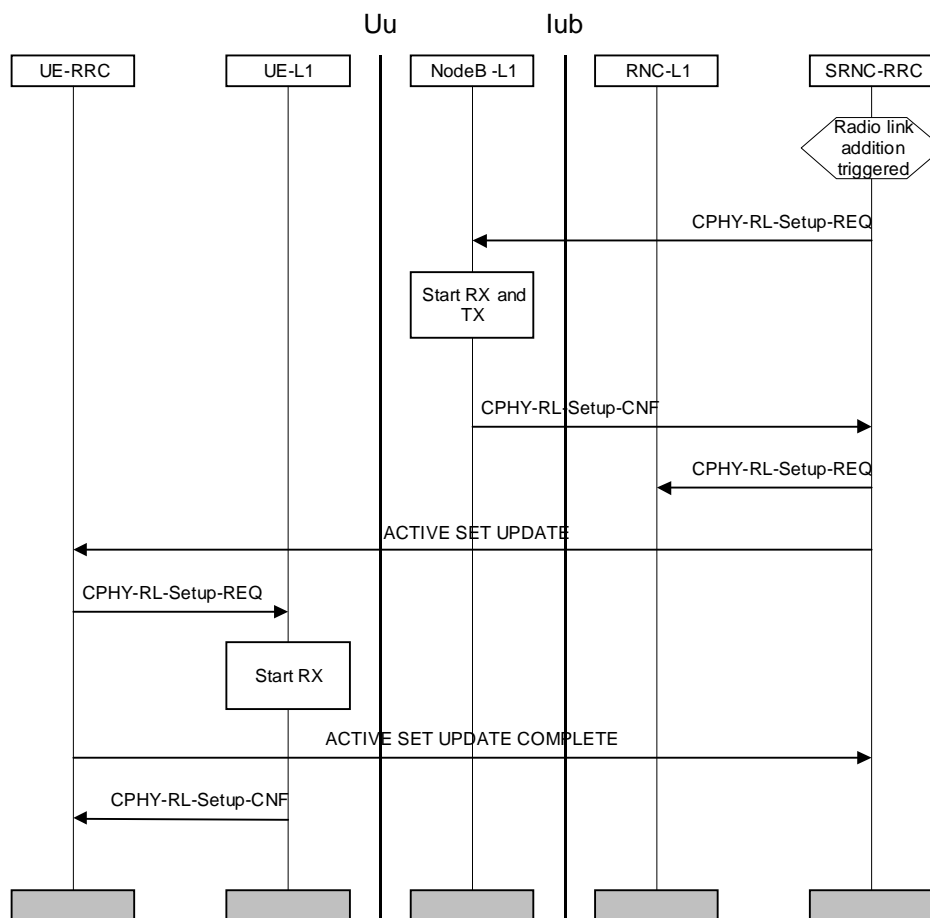 Uu
Iub
UE-RRC
UE-L1
NodeB -L1
RNC-L1
SRNC-RRC
Radio link
addition
triggered
CPHY-RL-Setup-REQ
Start RX and
TX
CPHY-RL-Setup-CNF
CPHY-RL-Setup-REQ
ACTIVE SET UPDATE
CPHY-RL-Setup-REQ
Start RX
ACTIVE SET UPDATE COMPLETE
CPHY-RL-Setup-CNF